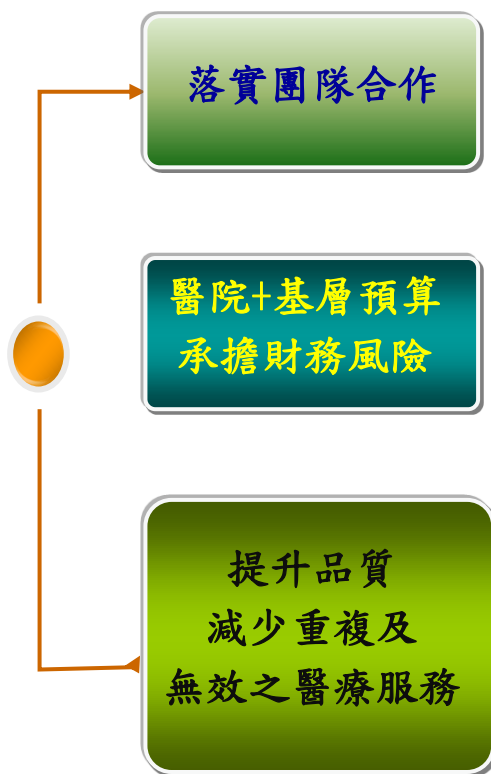 落實團隊合作
醫院+基層預算
承擔財務風險
提升品質
減少重複及
無效之醫療服務